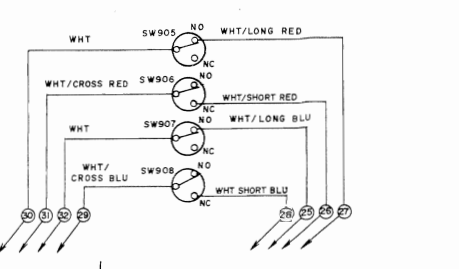 WHT
SW905
NO
WHT/LONG RED
NC
WHT/CROSS RED
SW906
NO
NC
WHT/SHORT RED
WHT
SW907
NO
WHT/LONG BLU
NC
WHT/
CROSS BLU
SW908
NO
NC
WHT SHORT BLU
30 31 32 29
28 25 26 27